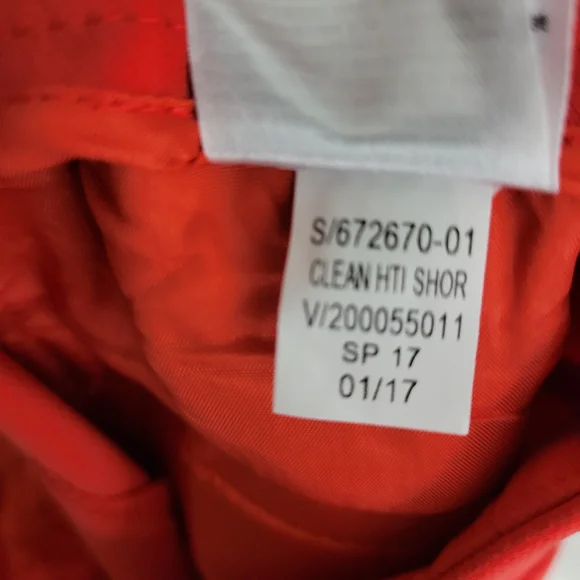 S/672670-01
CLEAN HTI SHOR
V/200055011
SP 17
01/17